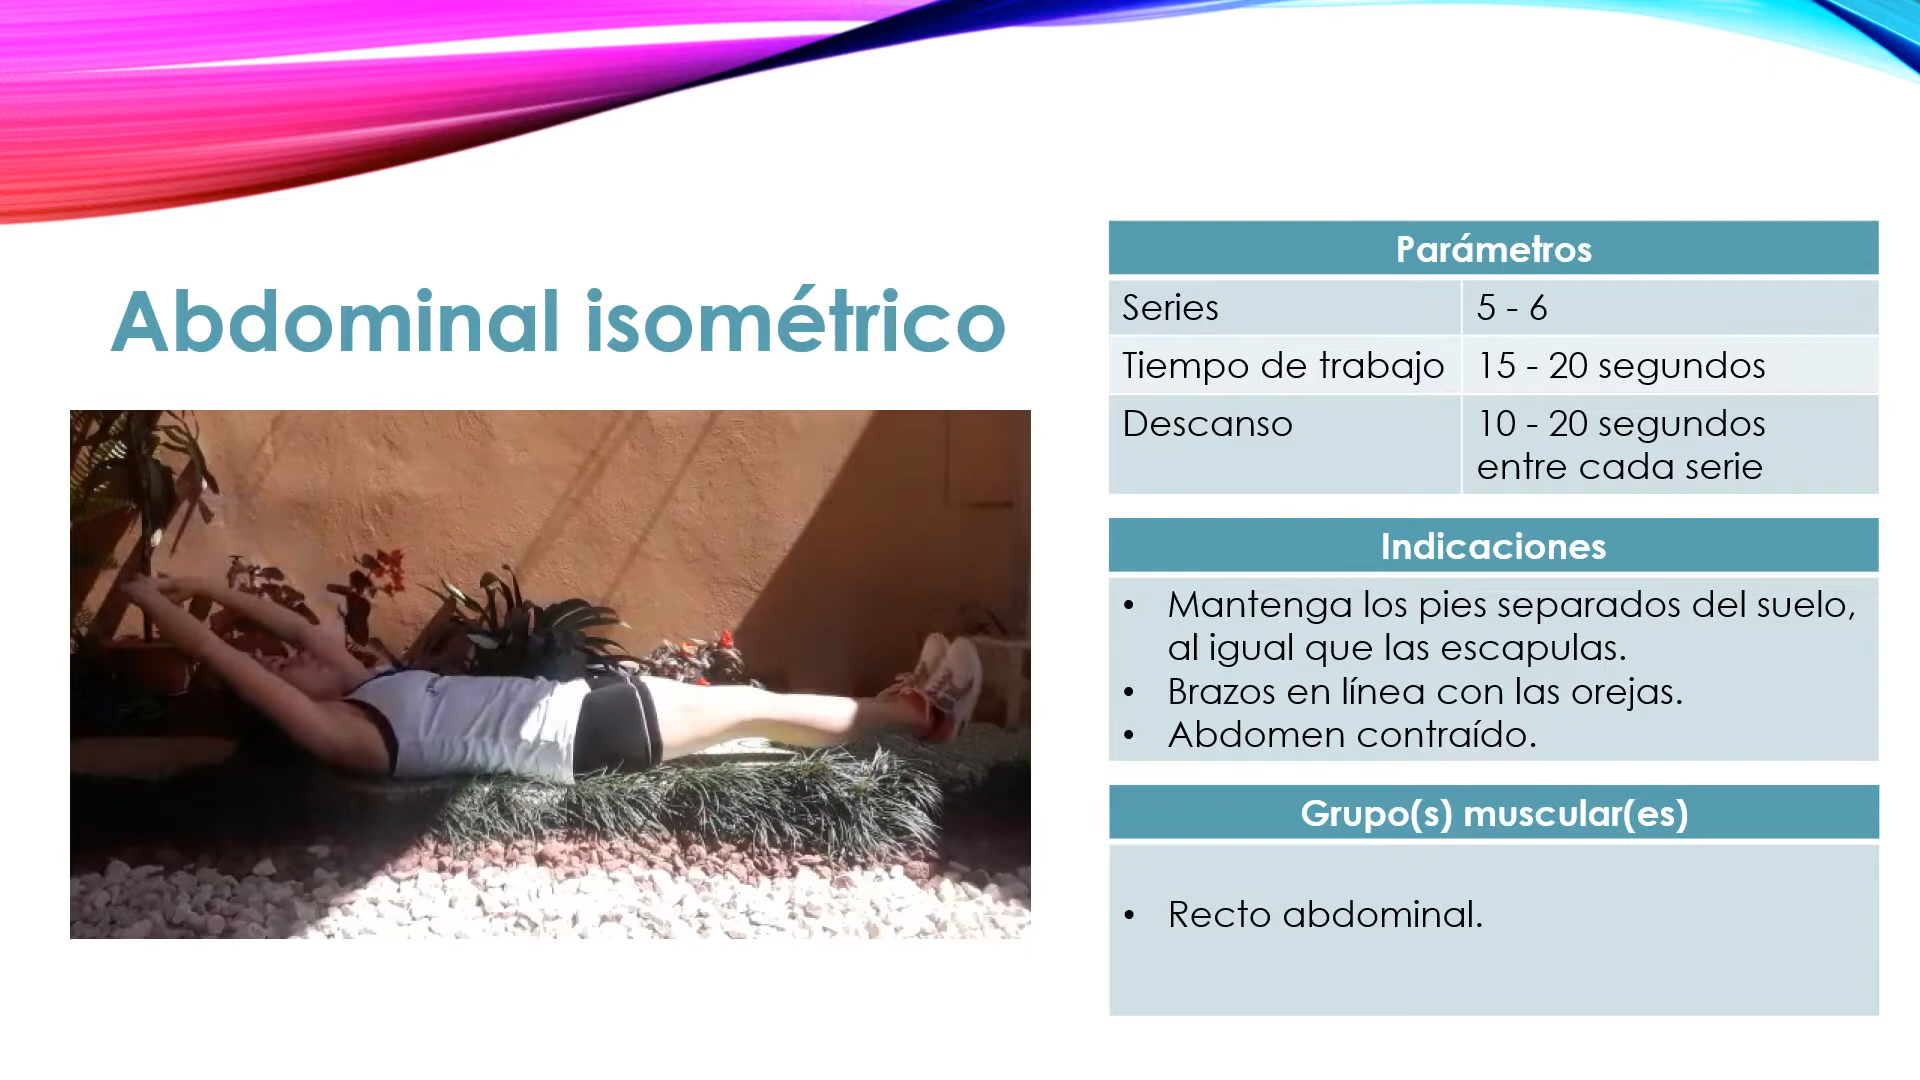 Abdominal isométrico
Parámetros
Series 5 - 6
Tiempo de trabajo 15 - 20 segundos
Descanso 10 - 20 segundos
entre cada serie
Indicaciones
• Mantenga los pies separados del suelo,
al igual que las escapulas.
• Brazos en línea con las orejas.
• Abdomen contraído.
Grupo(s) muscular(es)
• Recto abdominal.